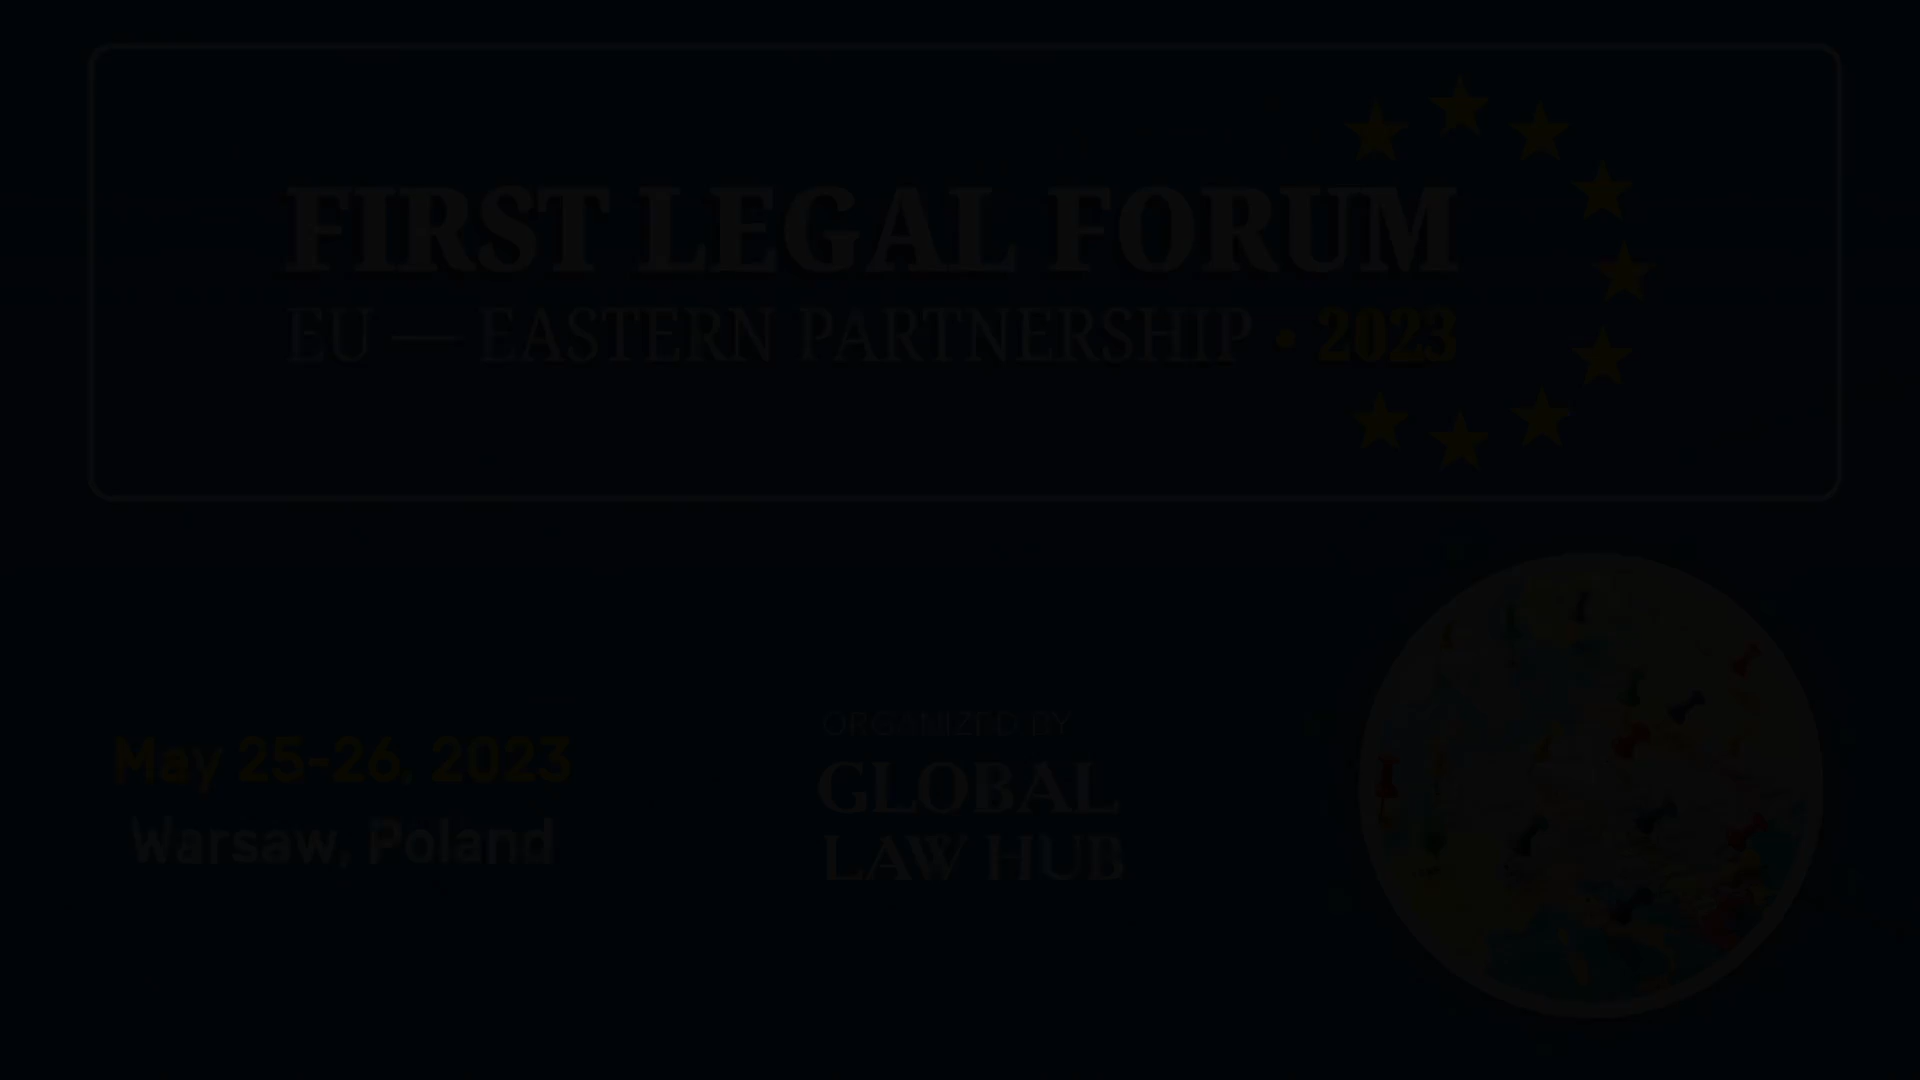 FIRST LEGAL FORUM
EU — EASTERN PARTNERSHIP • 2023
May 25-26, 2023
Warsaw, Poland
ORGANIZED BY
GLOBAL
LAW HUB